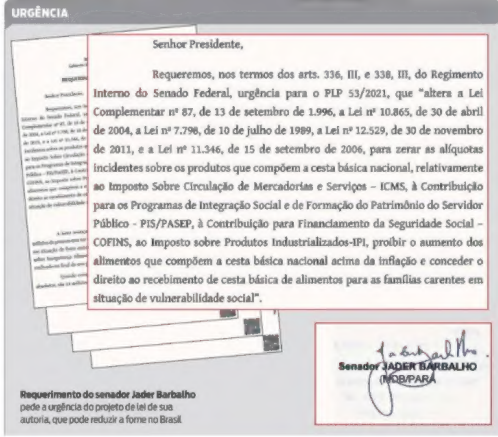 URGÊNCIA
Senhor Presidente,
Requeremos, nos termos dos arts. 336, III, e 338, III, do Regimento
Interno do Senado Federal, urgência para o PLP 53/2021, que "altera a Lei
Complementar nº 87, de 13 de setembro de 1.996, a Lei nº 10.865, de 30 de abril
de 2004, a Lei nº 7.798, de 10 de julho de 1989, a Lei nº 12.529, de 30 de novembro
de 2011, e a Lei nº 11.346, de 15 de setembro de 2006, para zerar as alíquotas
incidentes sobre os produtos que compõem a cesta básica nacional, relativamente
ao Imposto Sobre Circulação de Mercadorias e Serviços – ICMS, à Contribuição
para os Programas de Integração Social e de Formação do Patrimônio do Servidor
Público - PIS/PASEP, à Contribuição para Financiamento da Seguridade Social –
COFINS, ao Imposto sobre Produtos Industrializados-IPI, proibir o aumento dos
alimentos que compõem a cesta básica nacional acima da inflação e conceder o
direito ao recebimento de cesta básica de alimentos para as famílias carentes em
situação de vulnerabilidade social".
Senador JADER BARBALHO
(MDB/PARÁ
Requerimento do senador Jader Barbalho
pede a urgência do projeto de lei de sua
autoria, que pode reduzir a fome no Brasil